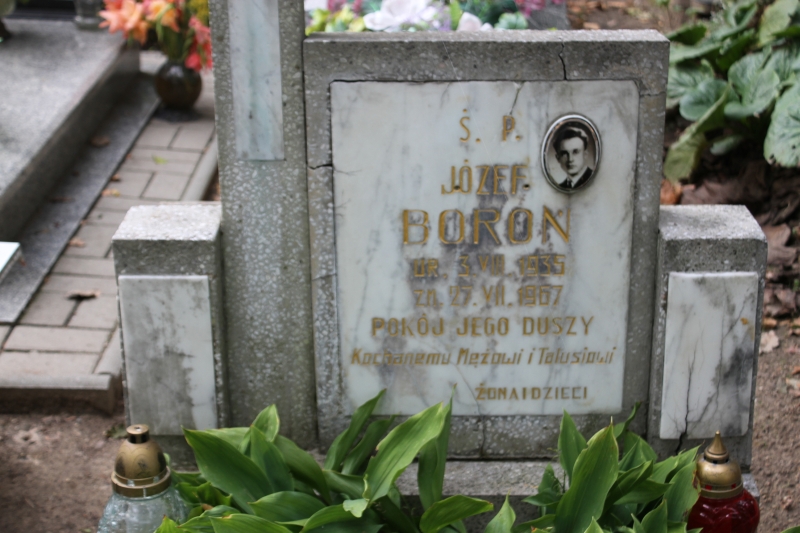 Ś. P.
JÓZEF
BOROŃ
UR. 3.VII.1935
ZM. 27.VII.1967
POKÓJ JEGO DUSZY
Kochanemu Mężowi i Tatusiowi
ŻONA I DZIECI